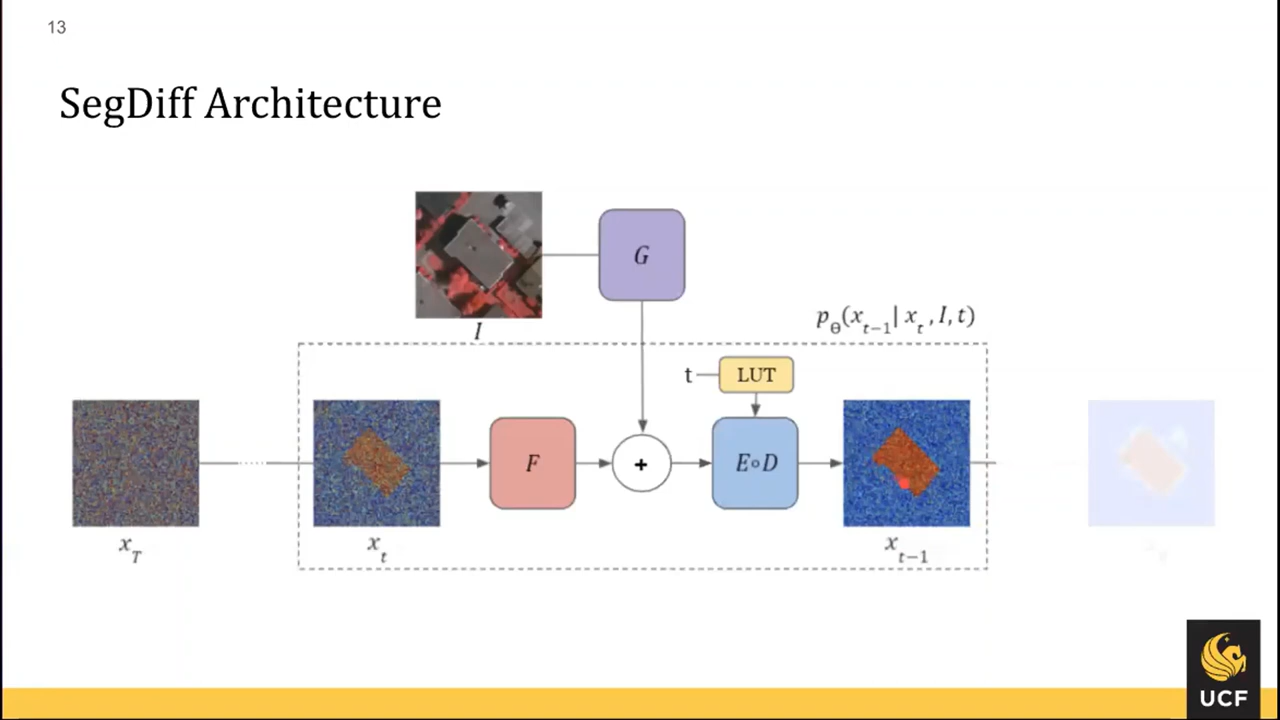 13
SegDiff Architecture
G
I
p_θ(x_{t−1}| x_t , I, t)
t
LUT
F
+
E∘D
x_T
x_t
x_{t−1}
UCF